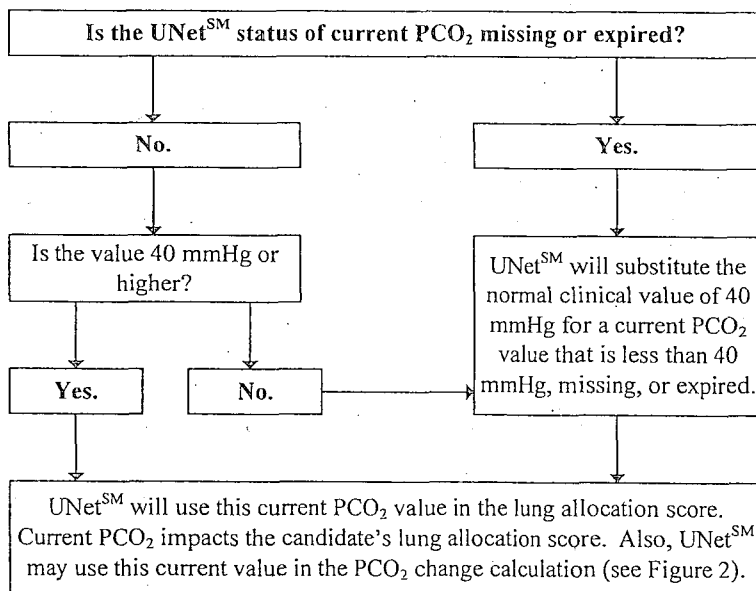 Is the UNet^SM status of current PCO₂ missing or expired?
No.
Yes.
Is the value 40 mmHg or
higher?
UNet^SM will substitute the
normal clinical value of 40
mmHg for a current PCO₂
value that is less than 40
mmHg, missing, or expired.
Yes.
No.
UNet^SM will use this current PCO₂ value in the lung allocation score.
Current PCO₂ impacts the candidate's lung allocation score. Also, UNet^SM
may use this current value in the PCO₂ change calculation (see Figure 2).